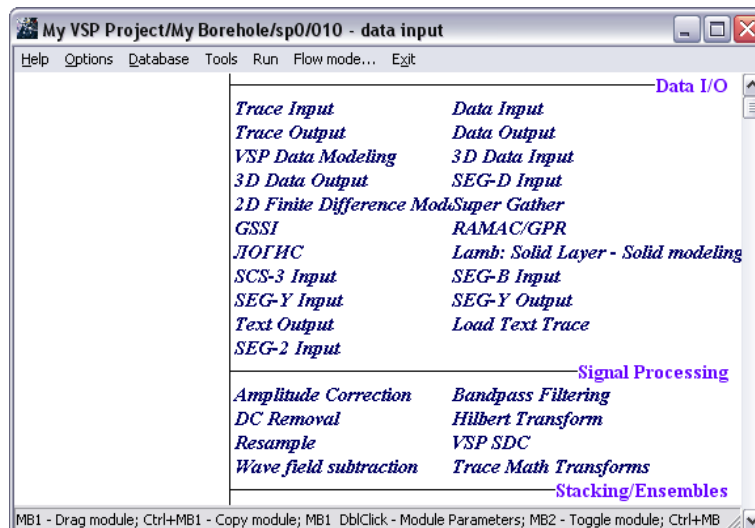 My VSP Project/My Borehole/sp0/010 - data input
Help Options Database Tools Run Flow mode... Exit
Data I/O
Trace Input Data Input
Trace Output Data Output
VSP Data Modeling 3D Data Input
3D Data Output SEG-D Input
2D Finite Difference Mode Super Gather
GSSI RAMAC/GPR
ЛОГИС Lamb: Solid Layer - Solid modeling
SCS-3 Input SEG-B Input
SEG-Y Input SEG-Y Output
Text Output Load Text Trace
SEG-2 Input
Signal Processing
Amplitude Correction Bandpass Filtering
DC Removal Hilbert Transform
Resample VSP SDC
Wave field subtraction Trace Math Transforms
Stacking/Ensembles
MB1 - Drag module; Ctrl+MB1 - Copy module; MB1 DblClick - Module Parameters; MB2 - Toggle module; Ctrl+MB